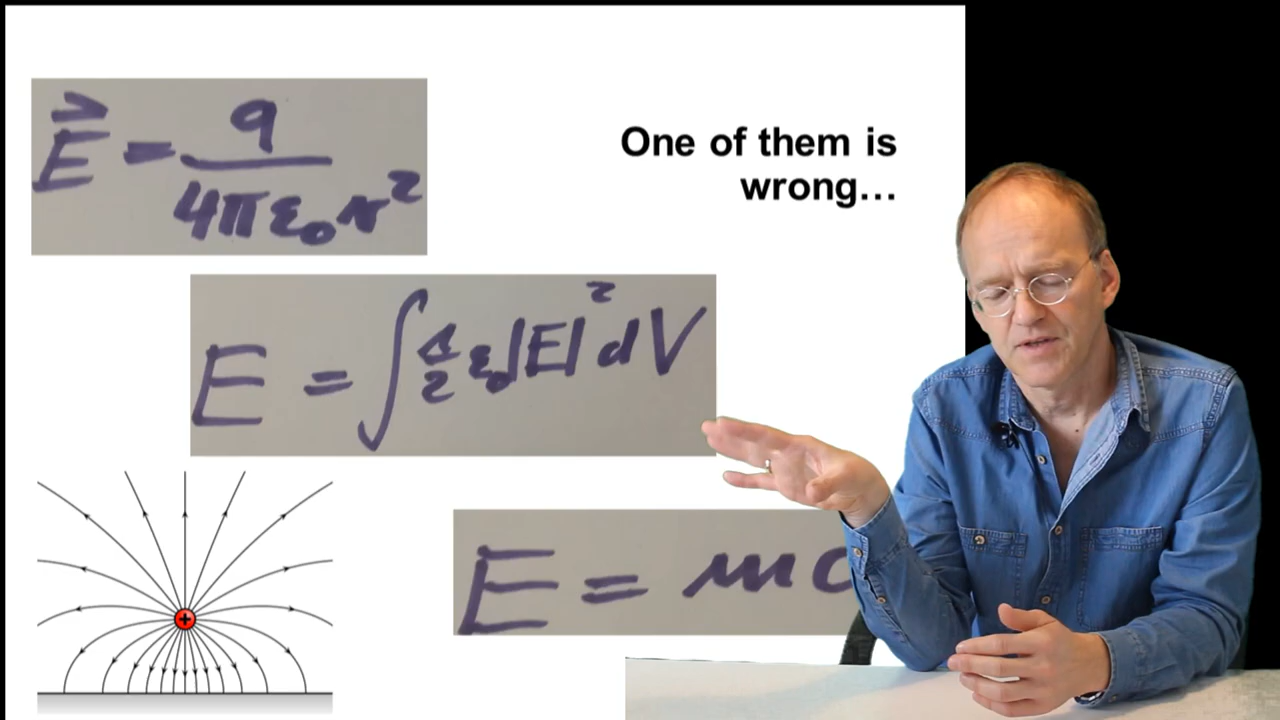 One of them is
wrong…
E⃗ = q / 4πε₀r²
E = ∫ 1/2 ε₀|E|² dV
E = mc
+